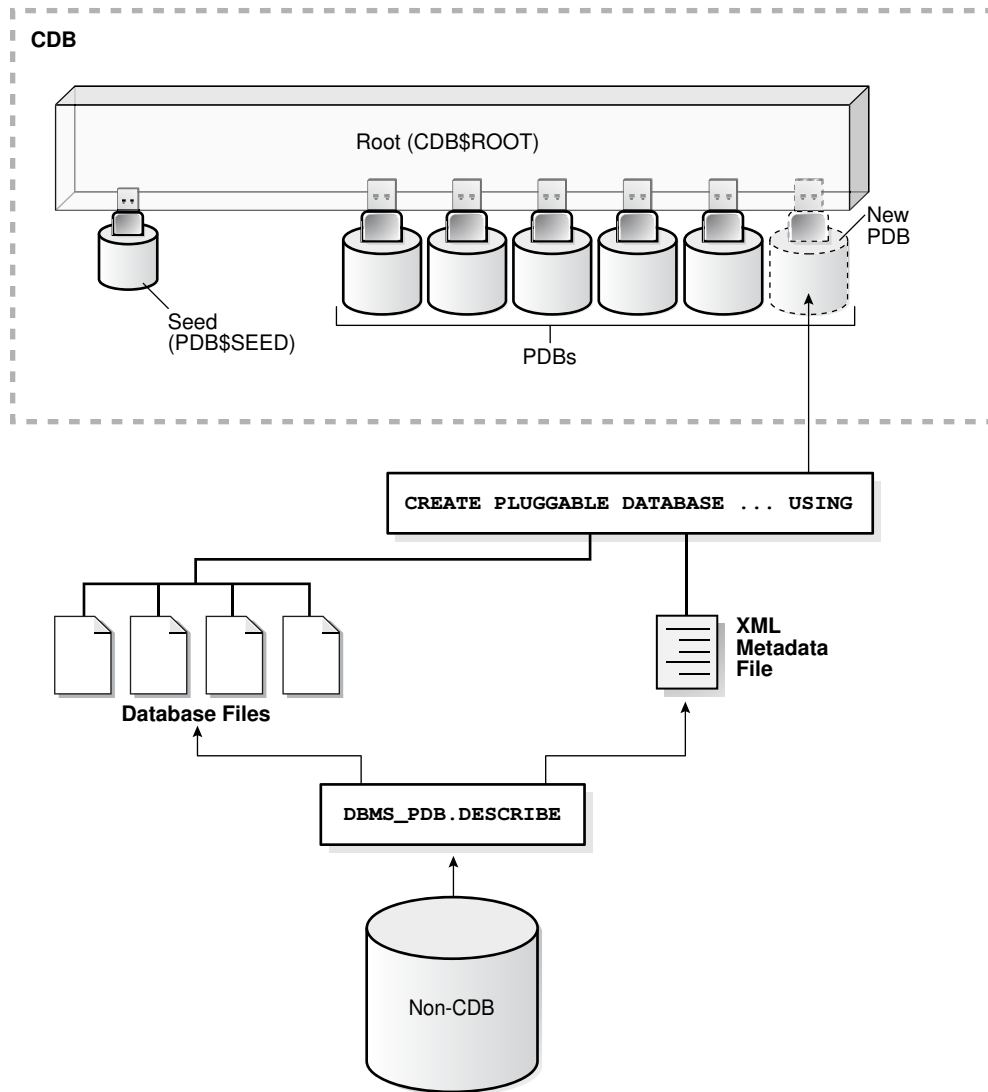 CDB
Root (CDB$ROOT)
New
PDB
Seed
(PDB$SEED)
PDBs
CREATE PLUGGABLE DATABASE ... USING
XML
Metadata
File
Database Files
DBMS_PDB.DESCRIBE
Non-CDB